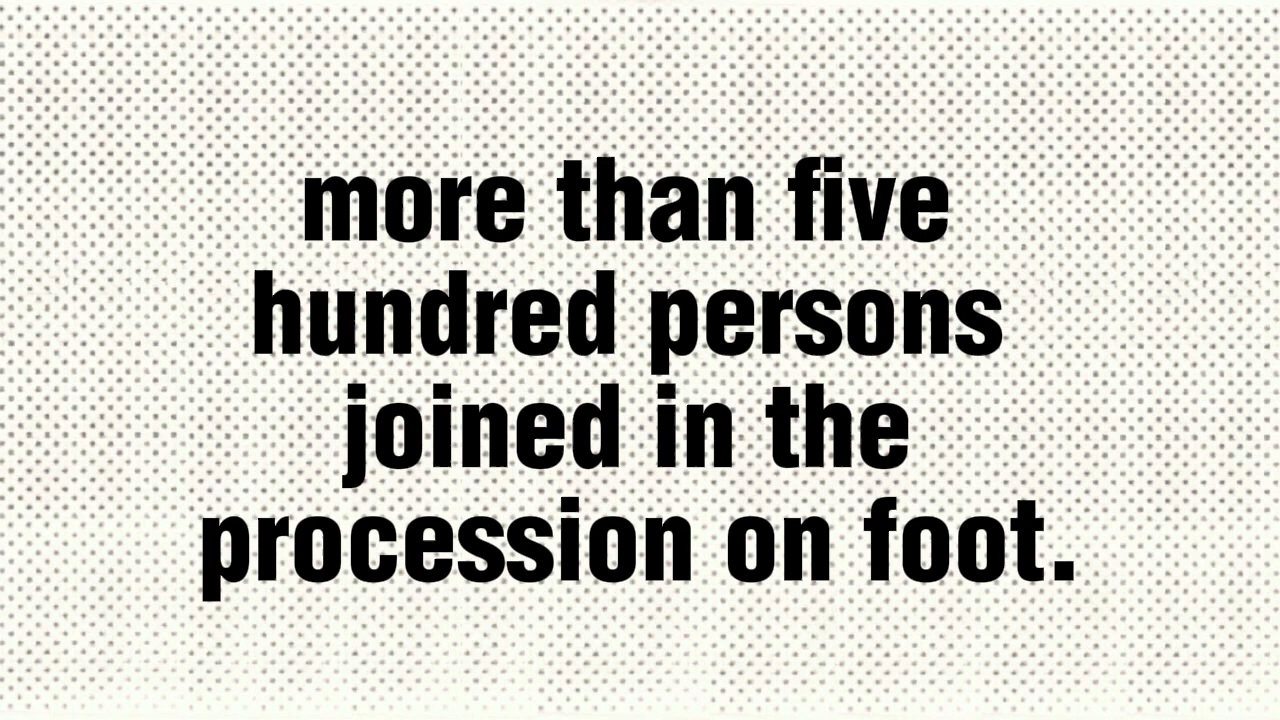 more than five
hundred persons
joined in the
procession on foot.